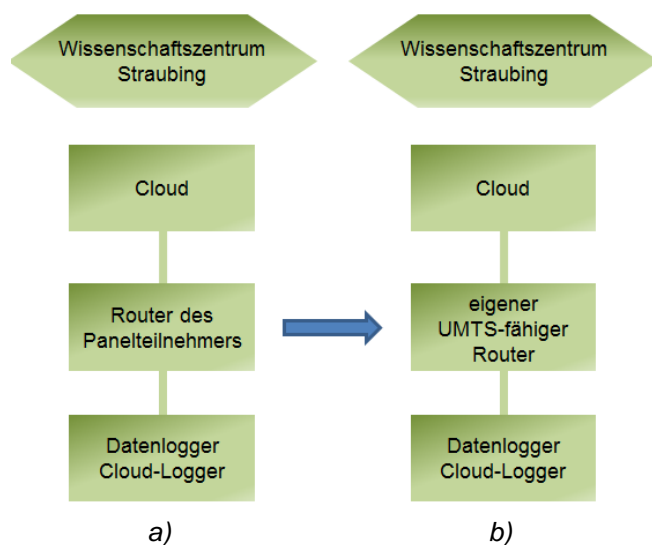 Wissenschaftszentrum
Straubing
Cloud
Router des
Panelteilnehmers
Datenlogger
Cloud-Logger
a)
Wissenschaftszentrum
Straubing
Cloud
eigener
UMTS-fähiger
Router
Datenlogger
Cloud-Logger
b)